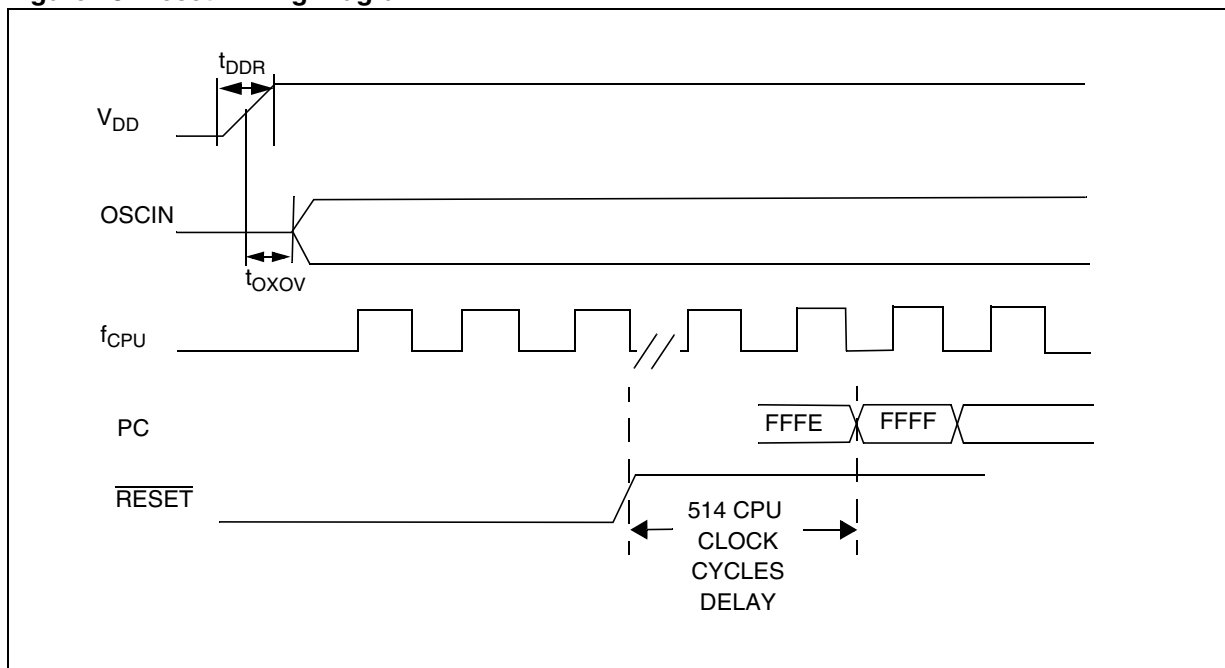 tDDR
VDD
OSCIN
tOXOV
fCPU
PC
FFFE
FFFF
RESET
514 CPU
CLOCK
CYCLES
DELAY